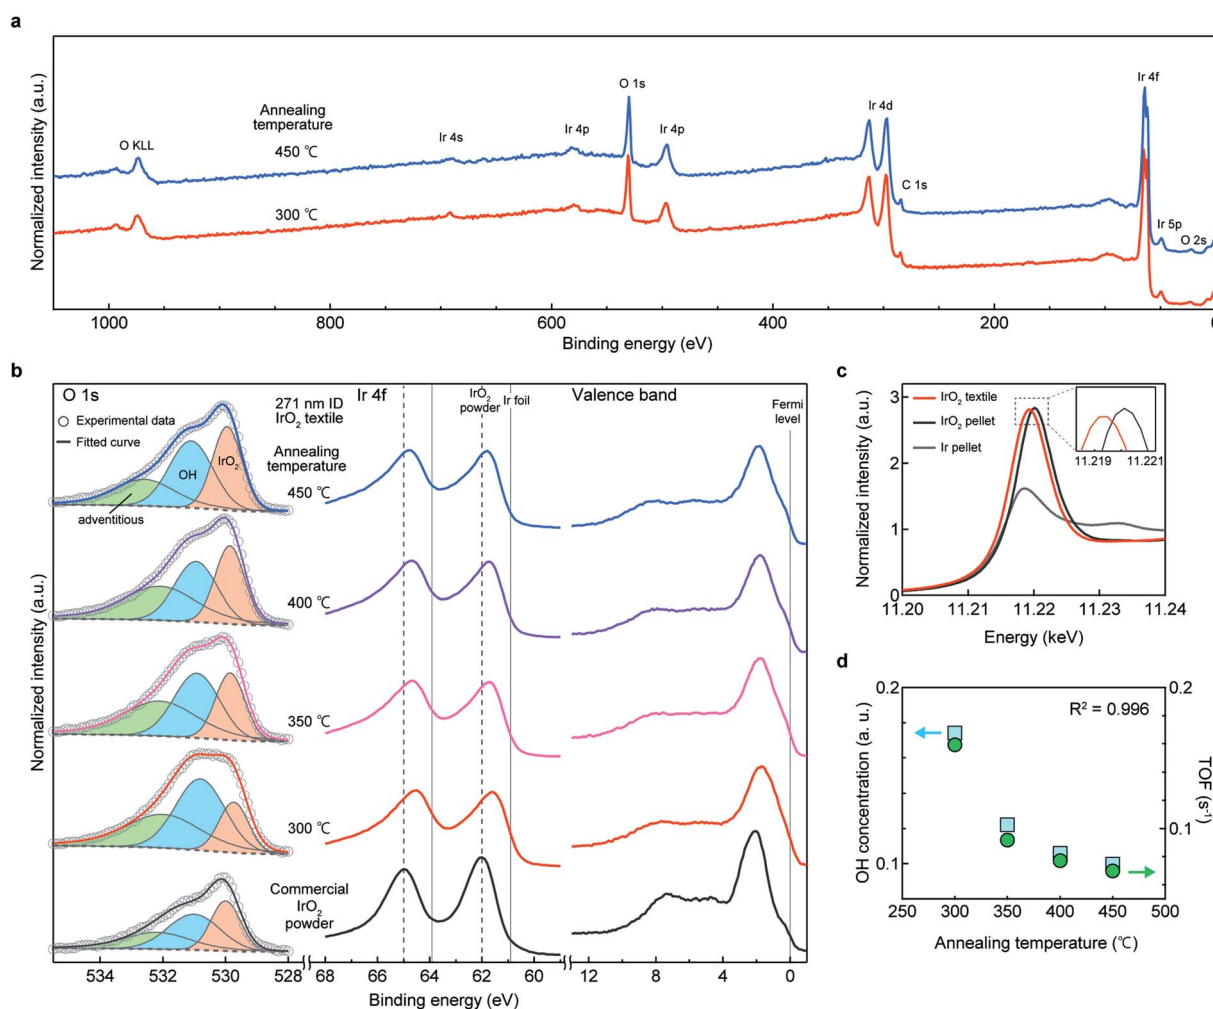 a
Normalized intensity (a.u.)
Annealing
temperature
450 ℃
300 ℃
O KLL
Ir 4s
Ir 4p
O 1s
Ir 4p
Ir 4d
C 1s
Ir 4f
Ir 5p
O 2s
1000 800 600 400 200 0
Binding energy (eV)
b
Normalized intensity (a.u.)
O 1s
Experimental data
Fitted curve
OH
IrO₂
adventitious
271 nm ID
IrO₂ textile
Annealing
temperature
450 ℃
400 ℃
350 ℃
300 ℃
Commercial
IrO₂
powder
Ir 4f
IrO₂
powder
Ir foil
Valence band
Fermi
level
534 532 530 528 68 66 64 62 60 12 8 4 0
Binding energy (eV)
c
Normalized intensity (a.u.)
IrO₂ textile
IrO₂ pellet
Ir pellet
11.219 11.221
3
2
1
0
11.20 11.21 11.22 11.23 11.24
Energy (keV)
d
OH concentration (a. u.)
0.2
0.1
R² = 0.996
0.2
0.1
TOF (s⁻¹)
250 300 350 400 450 500
Annealing temperature (℃)